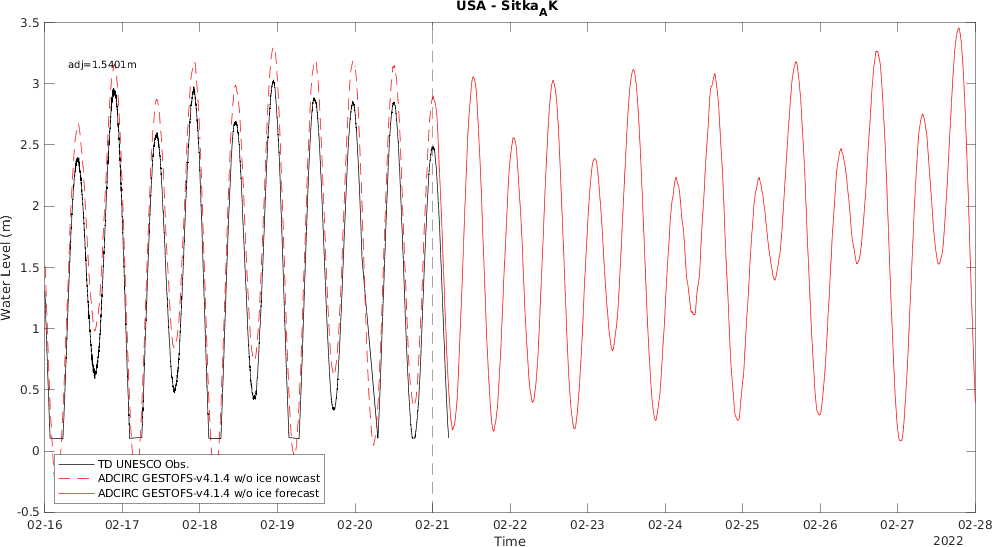 USA - Sitka_AK
3.5
adj=1.5401m
3
2.5
2
1.5
1
0.5
0
-0.5
Water Level (m)
TD UNESCO Obs.
ADCIRC GESTOFS-v4.1.4 w/o ice nowcast
ADCIRC GESTOFS-v4.1.4 w/o ice forecast
02-16 02-17 02-18 02-19 02-20 02-21 02-22 02-23 02-24 02-25 02-26 02-27 02-28
Time
2022